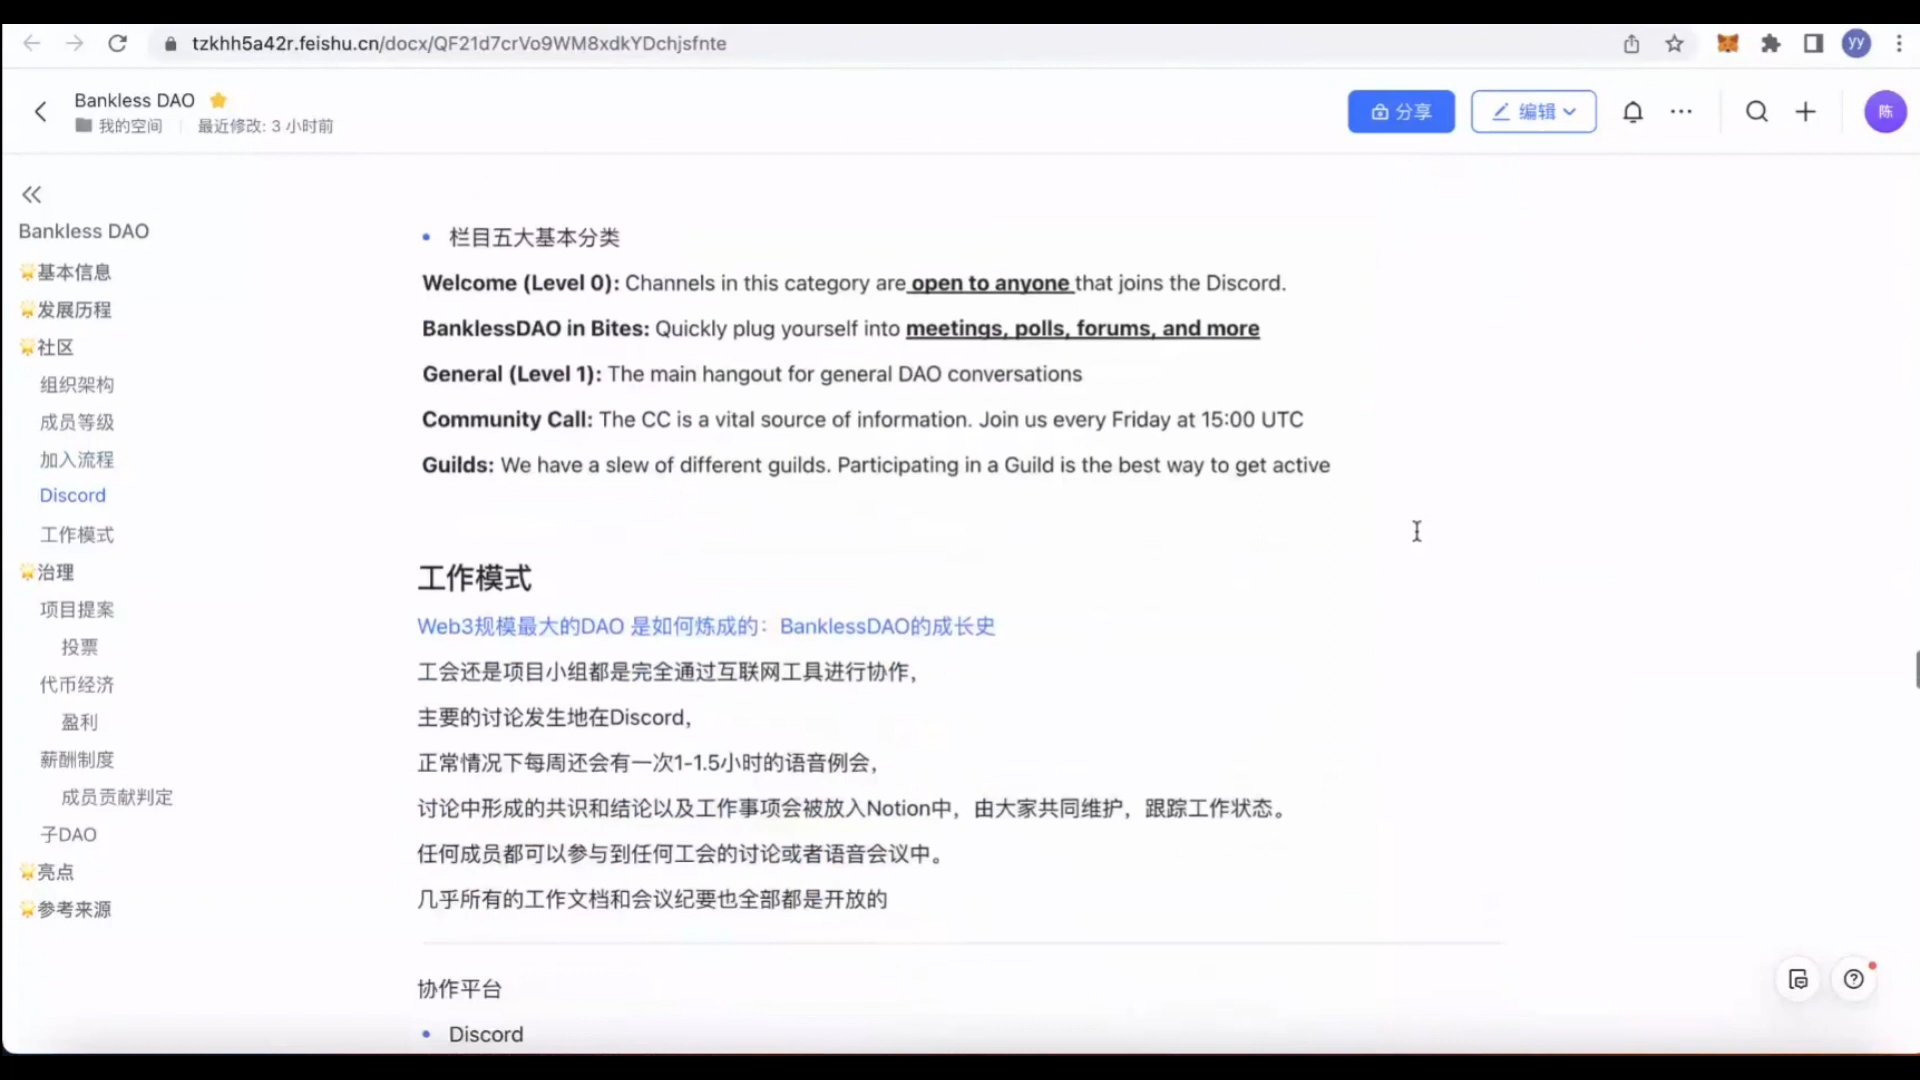 tzkhh5a42r.feishu.cn/docx/QF21d7crVo9WM8xdkYDchjsfnte
yy
Bankless DAO
我的空间 最近修改: 3 小时前
分享
编辑
陈
Bankless DAO
基本信息
发展历程
社区
组织架构
成员等级
加入流程
Discord
工作模式
治理
项目提案
投票
代币经济
盈利
薪酬制度
成员贡献判定
子DAO
亮点
参考来源
栏目五大基本分类
Welcome (Level 0): Channels in this category are open to anyone that joins the Discord.
BanklessDAO in Bites: Quickly plug yourself into meetings, polls, forums, and more
General (Level 1): The main hangout for general DAO conversations
Community Call: The CC is a vital source of information. Join us every Friday at 15:00 UTC
Guilds: We have a slew of different guilds. Participating in a Guild is the best way to get active
工作模式
Web3规模最大的DAO 是如何炼成的：BanklessDAO的成长史
工会还是项目小组都是完全通过互联网工具进行协作，
主要的讨论发生地在Discord，
正常情况下每周还会有一次1-1.5小时的语音例会，
讨论中形成的共识和结论以及工作事项会被放入Notion中，由大家共同维护，跟踪工作状态。
任何成员都可以参与到任何工会的讨论或者语音会议中。
几乎所有的工作文档和会议纪要也全部都是开放的
协作平台
Discord